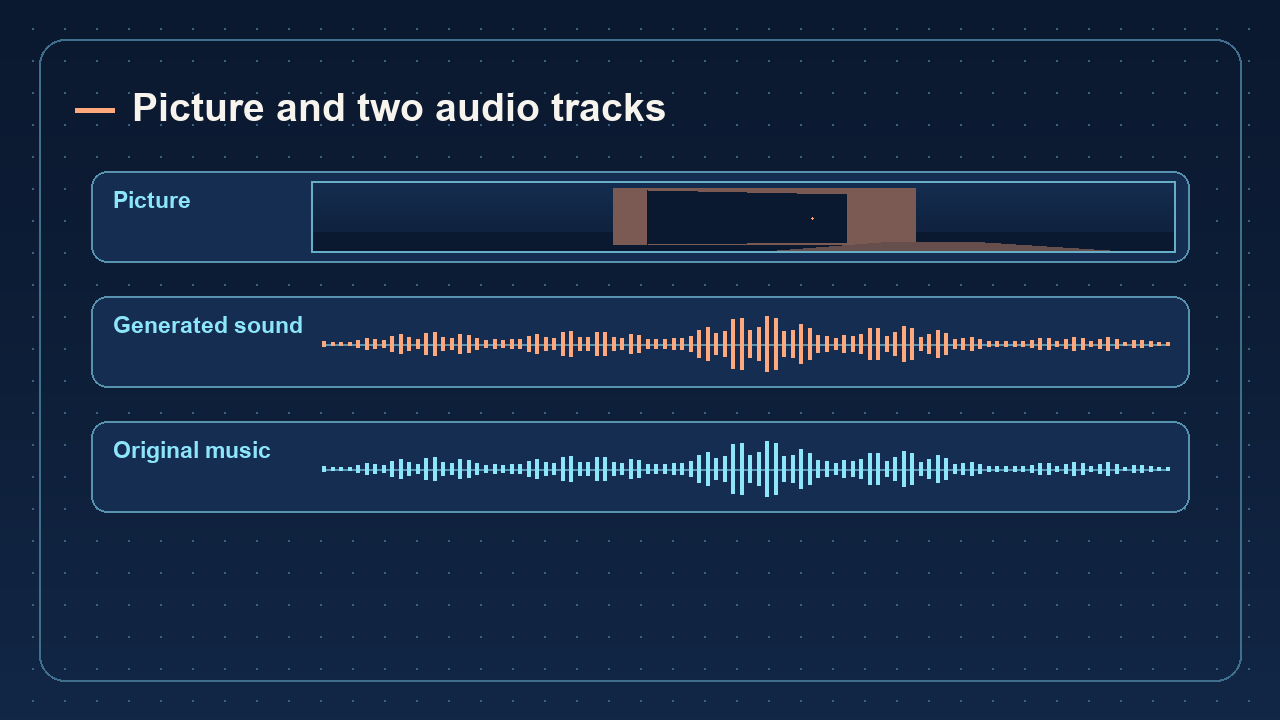 Picture and two audio tracks
Picture
Generated sound
Original music